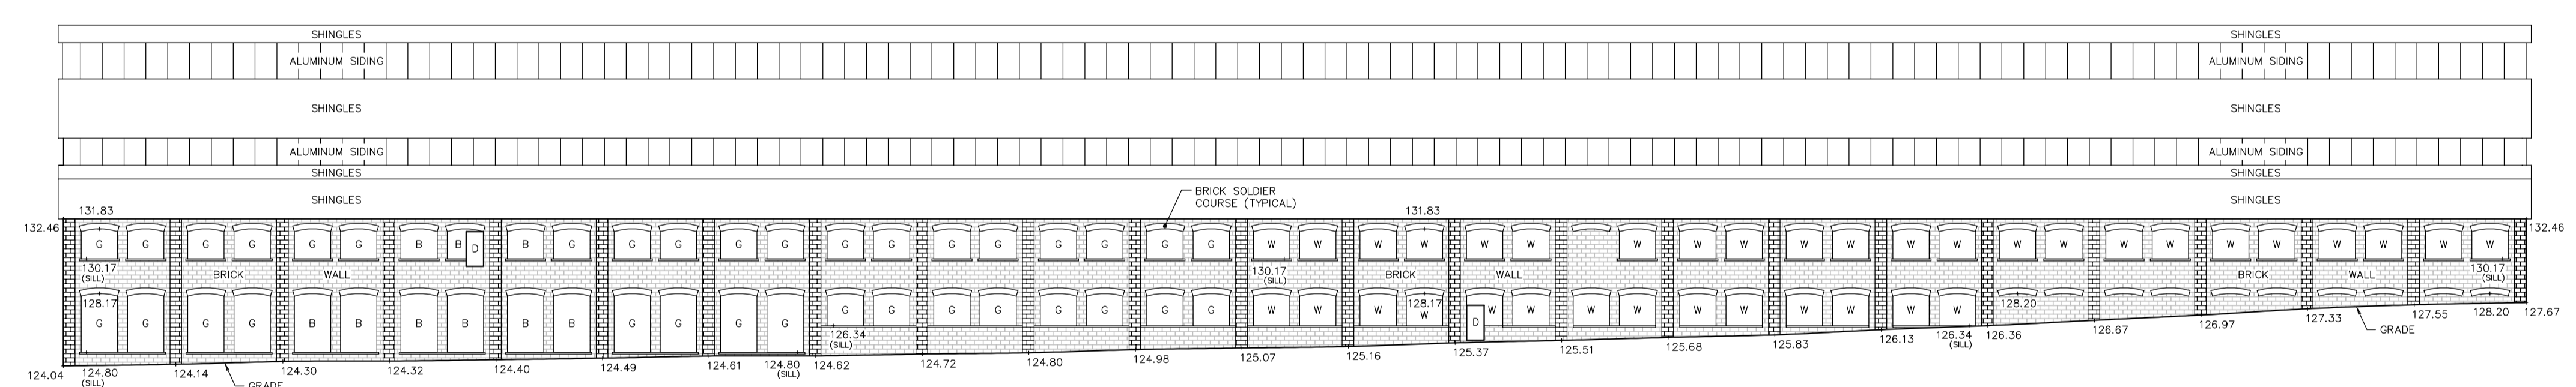 SHINGLES SHINGLES
ALUMINUM SIDING ALUMINUM SIDING
SHINGLES SHINGLES
ALUMINUM SIDING ALUMINUM SIDING
SHINGLES SHINGLES
SHINGLES SHINGLES
BRICK SOLDIER
COURSE (TYPICAL)
131.83 131.83
132.46 132.46
G G G G G G B B D B G G G G G G G G G G G G G W W W W W W W W W W W W W W W W W W W W W W W
130.17 130.17 130.17
(SILL) (SILL) (SILL)
BRICK WALL BRICK WALL BRICK WALL
128.17 128.17 128.20
G G G G B B B B B B G G G G G G G G G G G G W W W W D W W W W W W W W W W
126.34
(SILL)
126.34
(SILL)
124.04 124.80 124.14 124.30 124.32 124.40 124.49 124.61 124.80 124.62 124.72 124.80 124.98 125.07 125.16 125.37 125.51 125.68 125.83 126.13 126.36 126.67 126.97 127.33 127.55 128.20 127.67
(SILL) (SILL)
GRADE GRADE